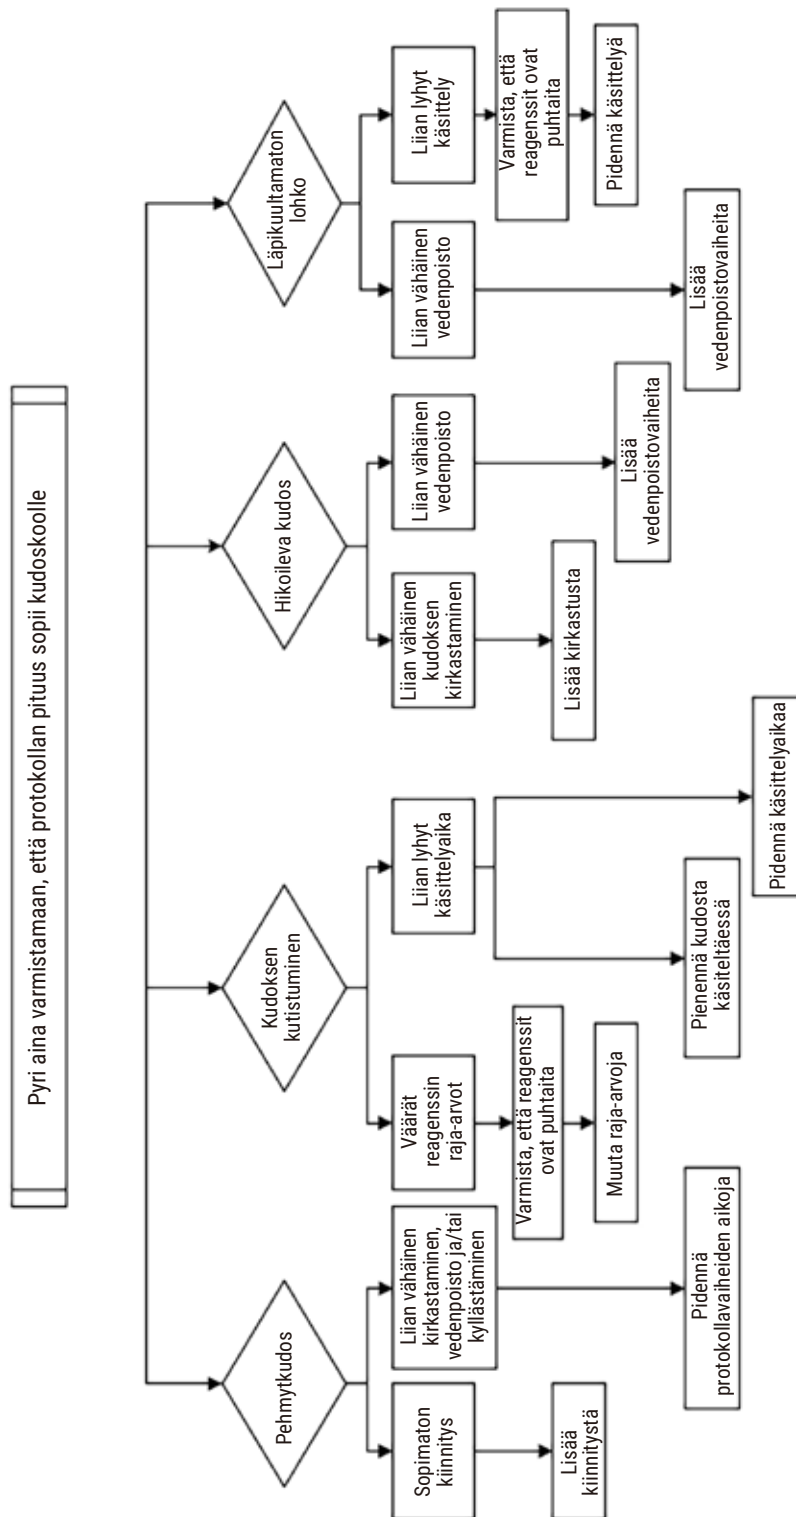 Pyri aina varmistamaan, että protokollan pituus sopii kudoskoolle
Pehmytkudos
Sopimaton
kiinnitys
Lisää
kiinnitystä
Liian vähäinen
kirkastaminen,
vedenpoisto ja/tai
kyllästäminen
Pidennä
protokollavaiheiden aikoja
Kudoksen
kutistuminen
Väärät
reagenssin
raja-arvot
Varmista, että reagenssit
ovat puhtaita
Muuta raja-arvoja
Liian lyhyt
käsittelyaika
Pienennä kudosta
käsiteltäessä
Pidennä käsittelyaikaa
Hikoileva kudos
Liian vähäinen
kudoksen
kirkastaminen
Lisää kirkastusta
Liian vähäinen
vedenpoisto
Lisää
vedenpoistovaiheita
Läpikuultamaton
lohko
Liian vähäinen
vedenpoisto
Lisää
vedenpoistovaiheita
Liian lyhyt
käsittely
Varmista, että
reagenssit ovat
puhtaita
Pidennä käsittelyä